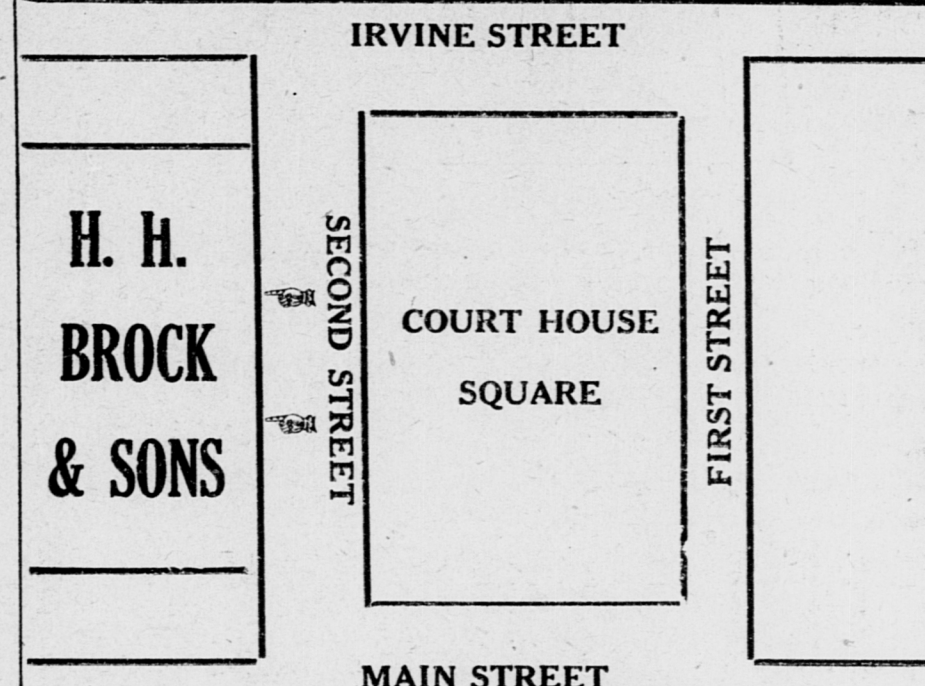 IRVINE STREET
H. H.
BROCK
& SONS
SECOND STREET
COURT HOUSE
SQUARE
FIRST STREET
MAIN STREET